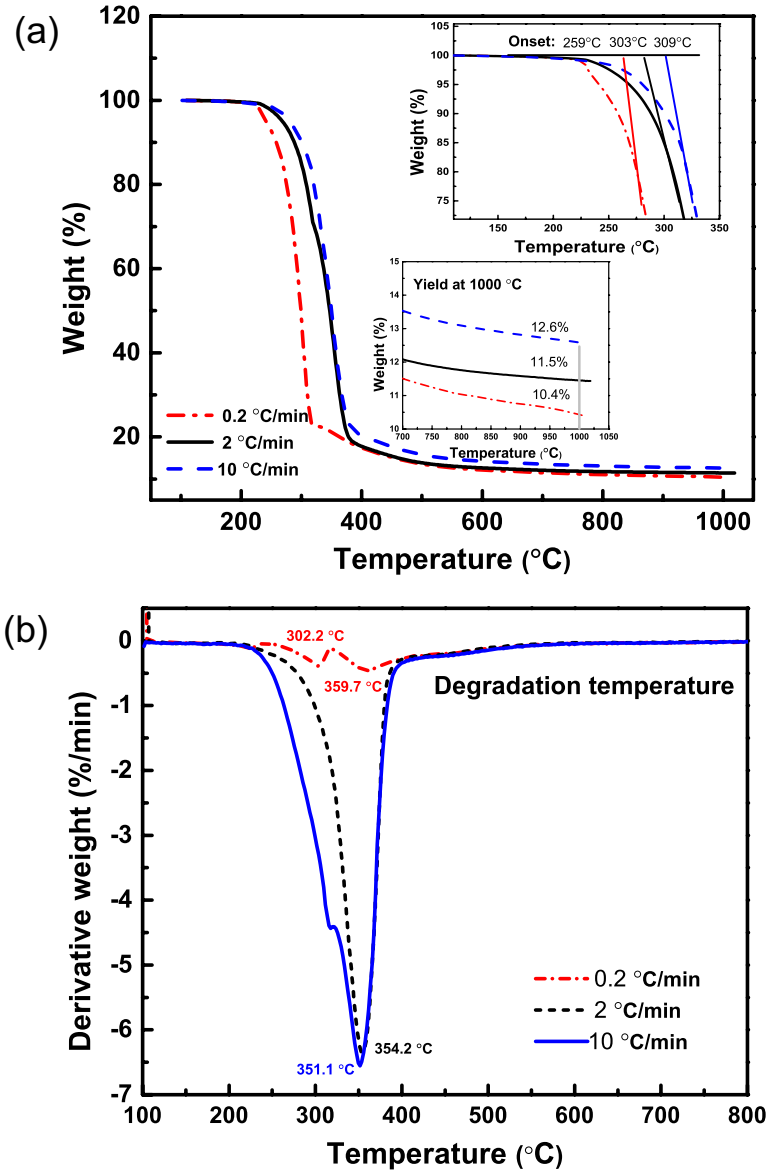 (a)
Onset: 259°C 303°C 309°C
105
100
95
90
85
80
75
Weight (%)
150 200 250 300 350
Temperature (°C)
Yield at 1000 °C
15
14
13
12
11
10
Weight (%)
12.6%
11.5%
10.4%
700 750 800 850 900 950 1000 1050
Temperature (°C)
120
100
80
60
40
20
Weight (%)
0.2 °C/min
2 °C/min
10 °C/min
200 400 600 800 1000
Temperature (°C)
(b)
0
-1
-2
-3
-4
-5
-6
-7
Derivative weight (%/min)
302.2 °C
359.7 °C
Degradation temperature
0.2 °C/min
2 °C/min
10 °C/min
354.2 °C
351.1 °C
100 200 300 400 500 600 700 800
Temperature (°C)